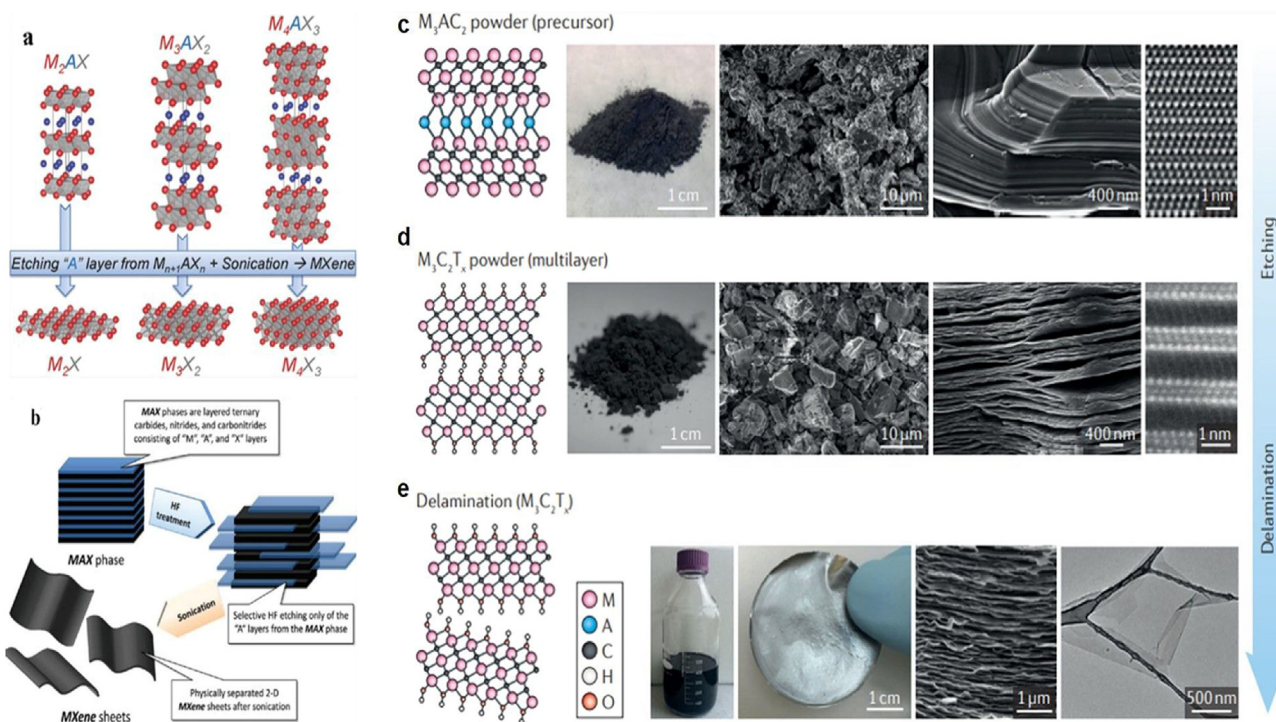 a
M₂AX
M₃AX₂
M₄AX₃
Etching "A" layer from Mₙ₊₁AXₙ + Sonication → MXene
M₂X
M₃X₂
M₄X₃
b
MAX phases are layered ternary
carbides, nitrides, and carbonitrides
consisting of "M", "A", and "X" layers
HF
treatment
MAX phase
Sonication
Selective HF etching only of the
"A" layers from the MAX phase
Physically separated 2-D
MXene sheets after sonication
MXene sheets
c
M₃AC₂ powder (precursor)
1 cm
10 µm
400 nm
1 nm
d
M₃C₂Tₓ powder (multilayer)
1 cm
10 µm
400 nm
1 nm
e
Delamination (M₃C₂Tₓ)
M
A
C
H
O
1 cm
1 µm
500 nm
Etching
Delamination